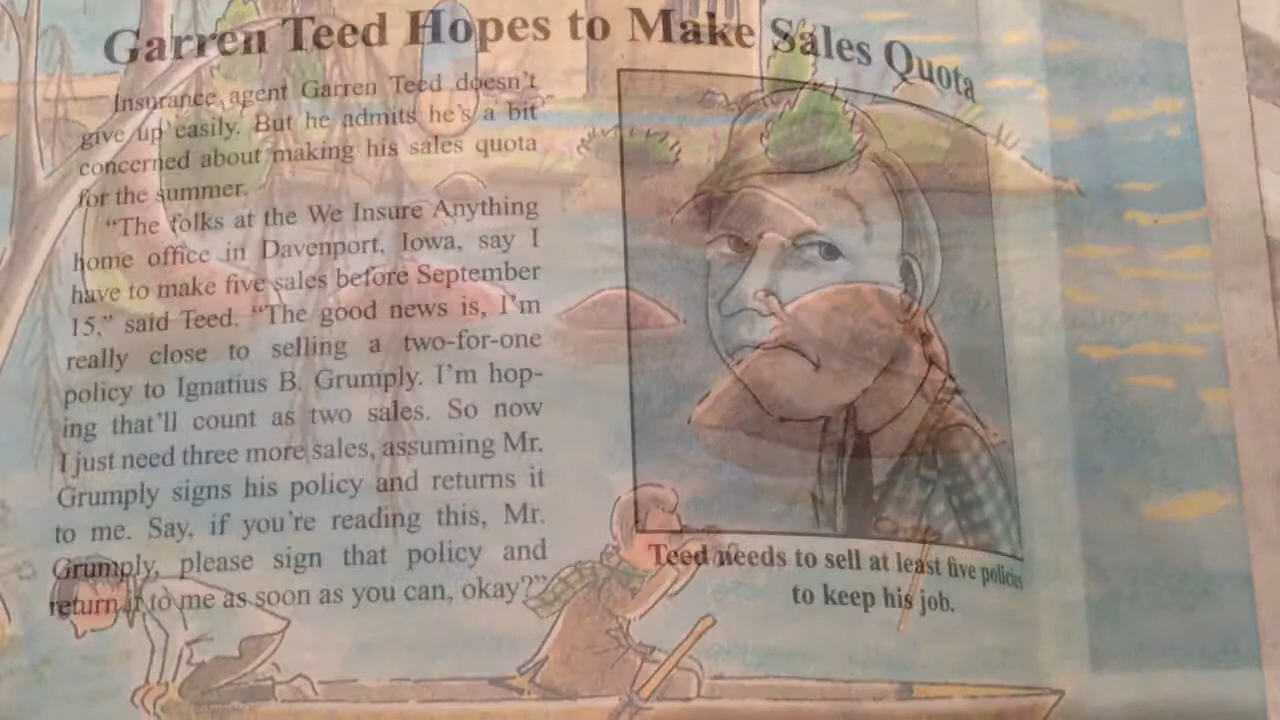 Garren Teed Hopes to Make Sales Quota
Insurance agent Garren Teed doesn't
give up easily. But he admits he's a bit
concerned about making his sales quota
for the summer.
"The folks at the We Insure Anything
home office in Davenport, Iowa, say I
have to make five sales before September
15," said Teed. "The good news is, I'm
really close to selling a two-for-one
policy to Ignatius B. Grumply. I'm hop-
ing that'll count as two sales. So now
I just need three more sales, assuming Mr.
Grumply signs his policy and returns it
to me. Say, if you're reading this, Mr.
Grumply, please sign that policy and
return it to me as soon as you can, okay?"
Teed needs to sell at least five policies
to keep his job.